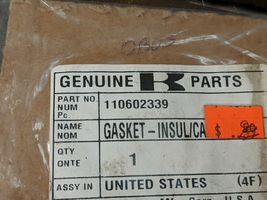 GENUINE K PARTS
PART NO.
NUM
Pc.
110602339
NAME
NOM
GASKET-INSUL/CA
$
QTY
QNTE
1
ASSY IN
UNITED STATES (4F)
U.S.A.